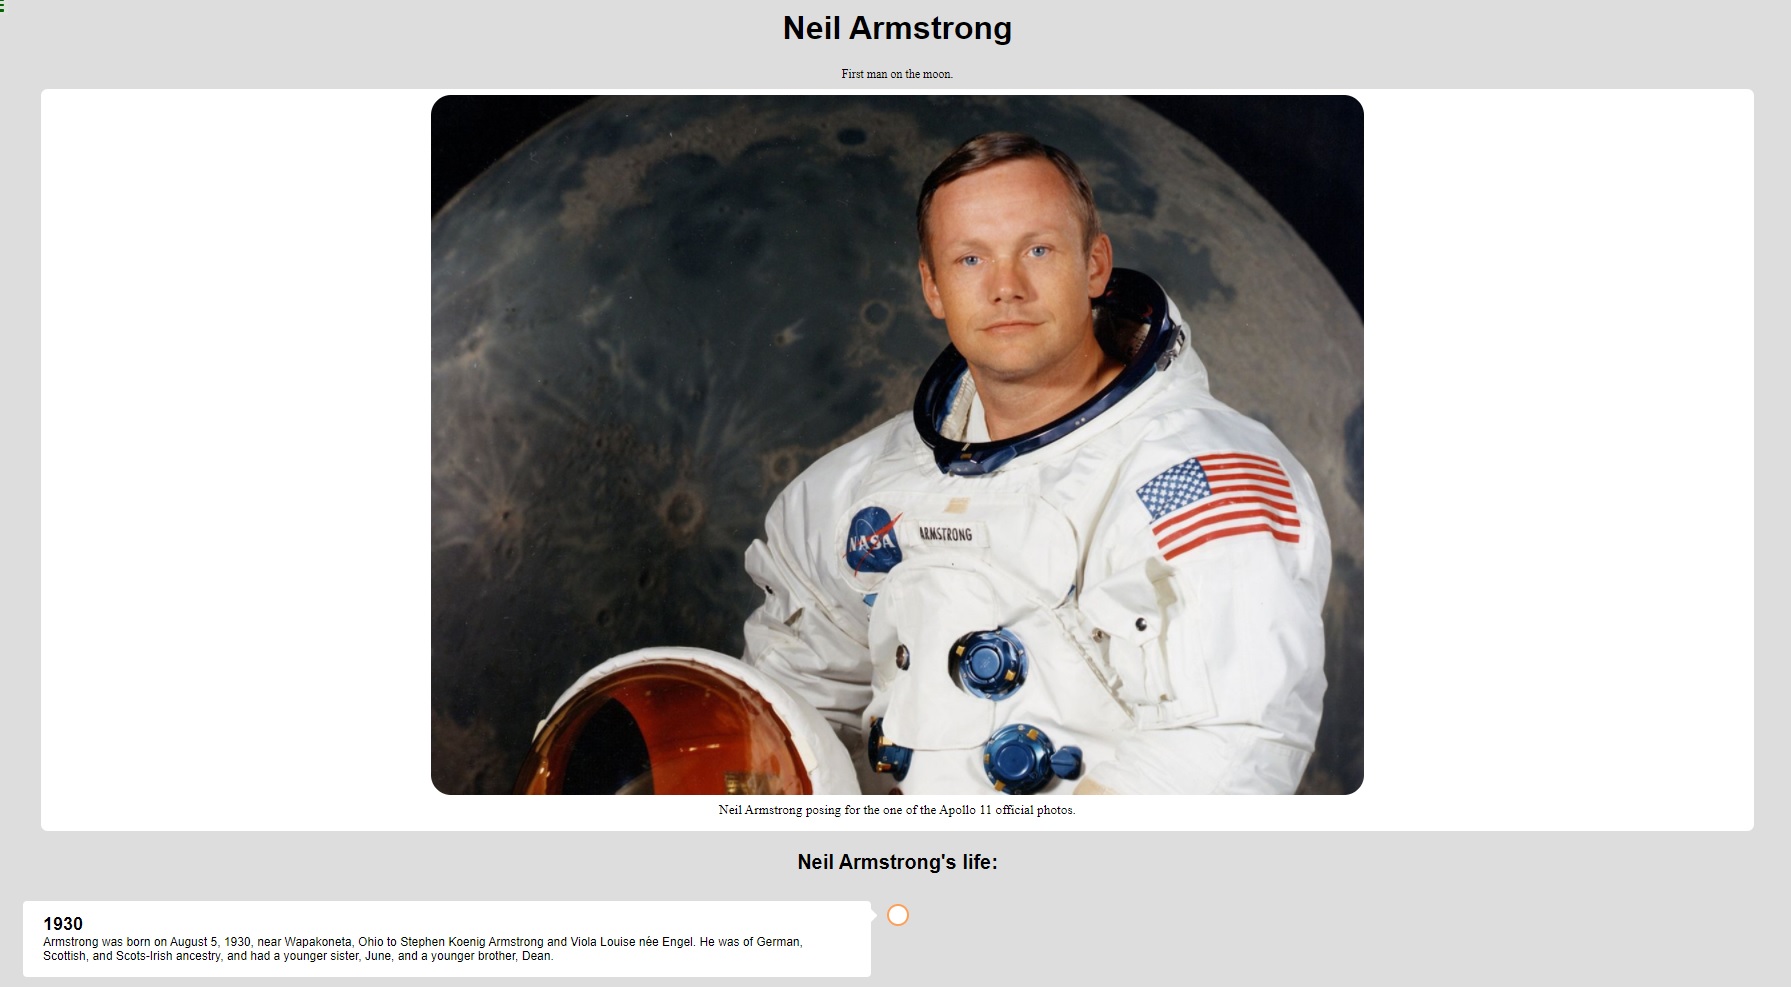 Neil Armstrong
First man on the moon.
NASA
ARMSTRONG
Neil Armstrong posing for the one of the Apollo 11 official photos.
Neil Armstrong's life:
1930
Armstrong was born on August 5, 1930, near Wapakoneta, Ohio to Stephen Koenig Armstrong and Viola Louise née Engel. He was of German,
Scottish, and Scots-Irish ancestry, and had a younger sister, June, and a younger brother, Dean.